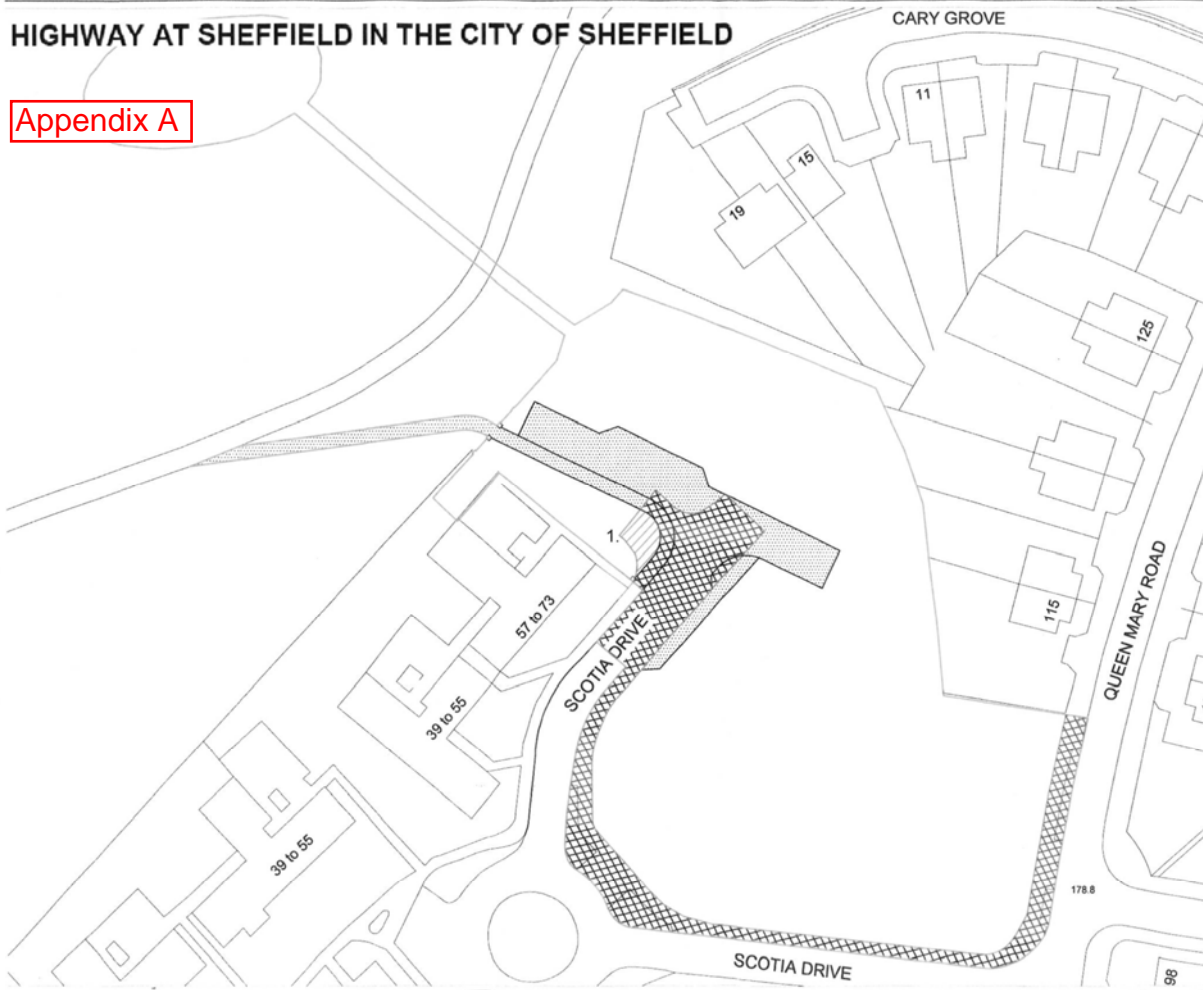 HIGHWAY AT SHEFFIELD IN THE CITY OF SHEFFIELD
CARY GROVE
Appendix A
11
15
19
125
1.
57 to 73
115
QUEEN MARY ROAD
SCOTIA DRIVE
39 to 55
39 to 55
178.8
SCOTIA DRIVE
98